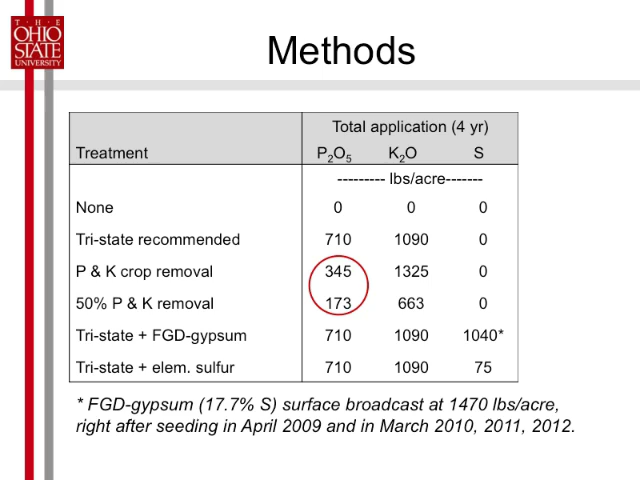 T · H · E
OHIO
STATE
UNIVERSITY
Methods
Total application (4 yr)
Treatment P₂O₅ K₂O S
--------- lbs/acre-------
None 0 0 0
Tri-state recommended 710 1090 0
P & K crop removal 345 1325 0
50% P & K removal 173 663 0
Tri-state + FGD-gypsum 710 1090 1040*
Tri-state + elem. sulfur 710 1090 75
* FGD-gypsum (17.7% S) surface broadcast at 1470 lbs/acre,
right after seeding in April 2009 and in March 2010, 2011, 2012.